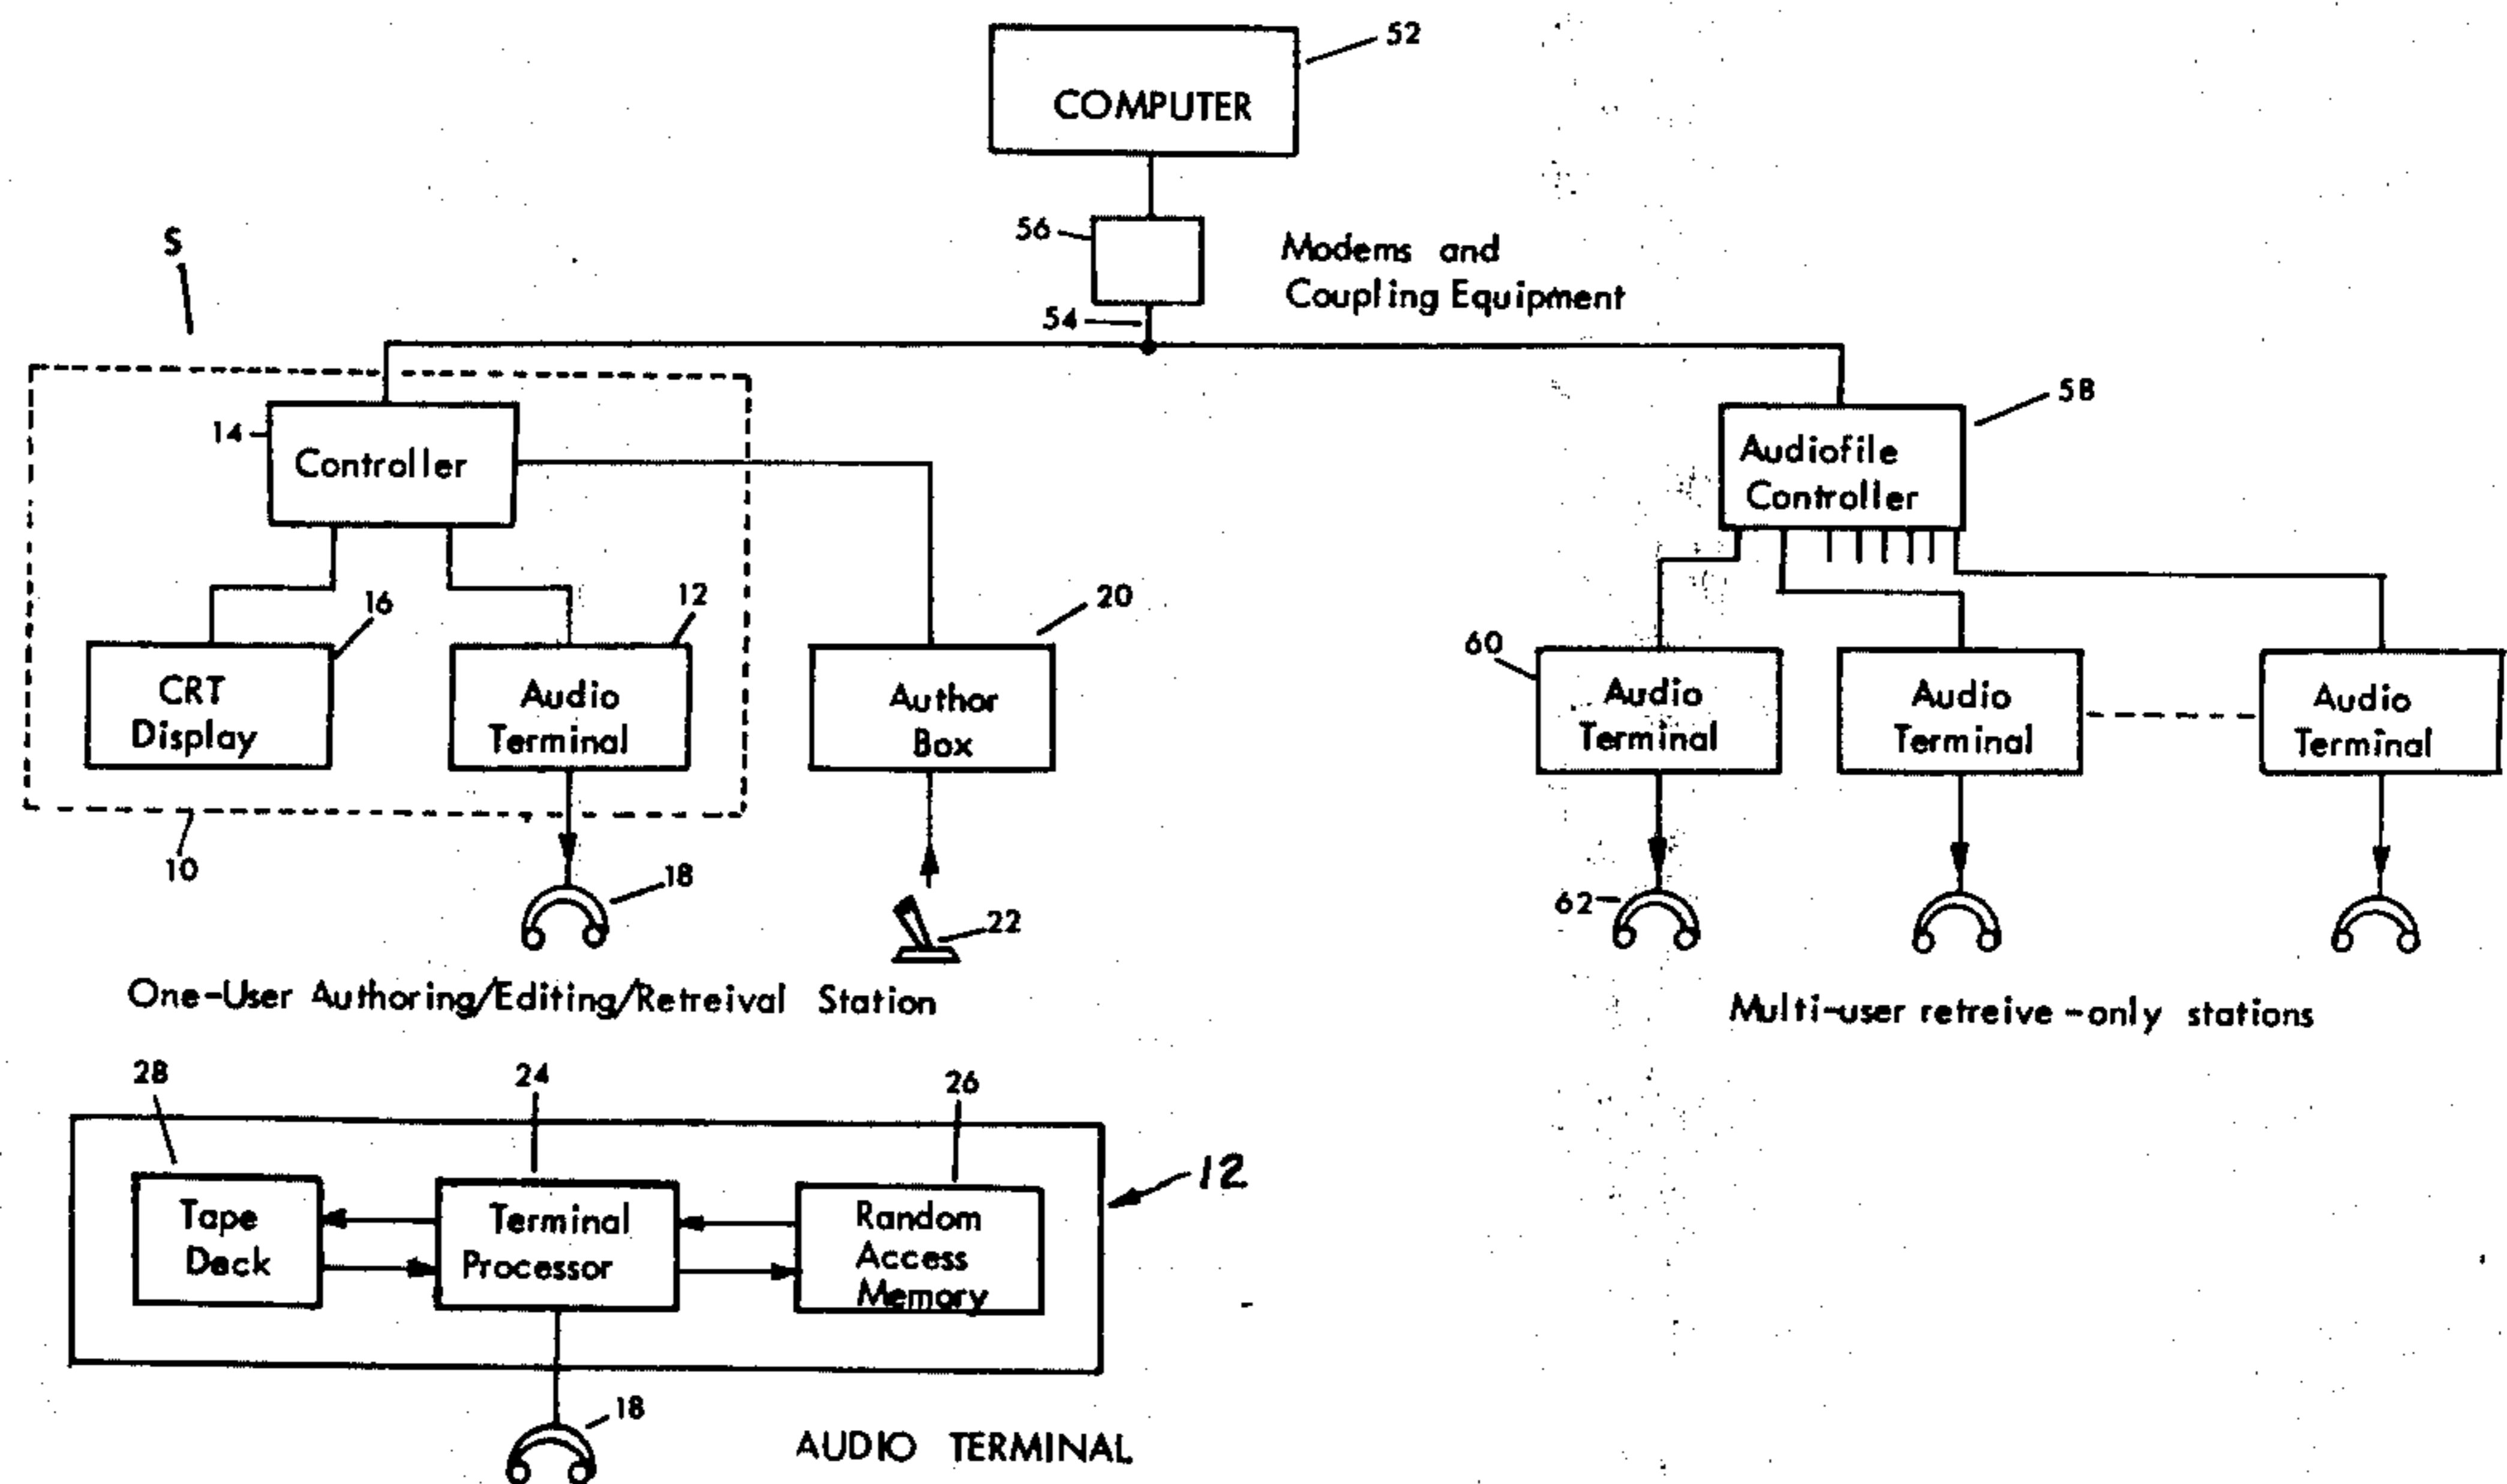 52
COMPUTER
56
Modems and
Coupling Equipment
54
S
14
Controller
58
Audiofile
Controller
16
12
20
60
CRT
Display
Audio
Terminal
Author
Box
Audio
Terminal
Audio
Terminal
Audio
Terminal
10
18
22
62
One-User Authoring/Editing/Retreival Station
Multi-user retreive-only stations
28
24
26
12
Tape
Deck
Terminal
Processor
Random
Access
Memory
18
AUDIO TERMINAL